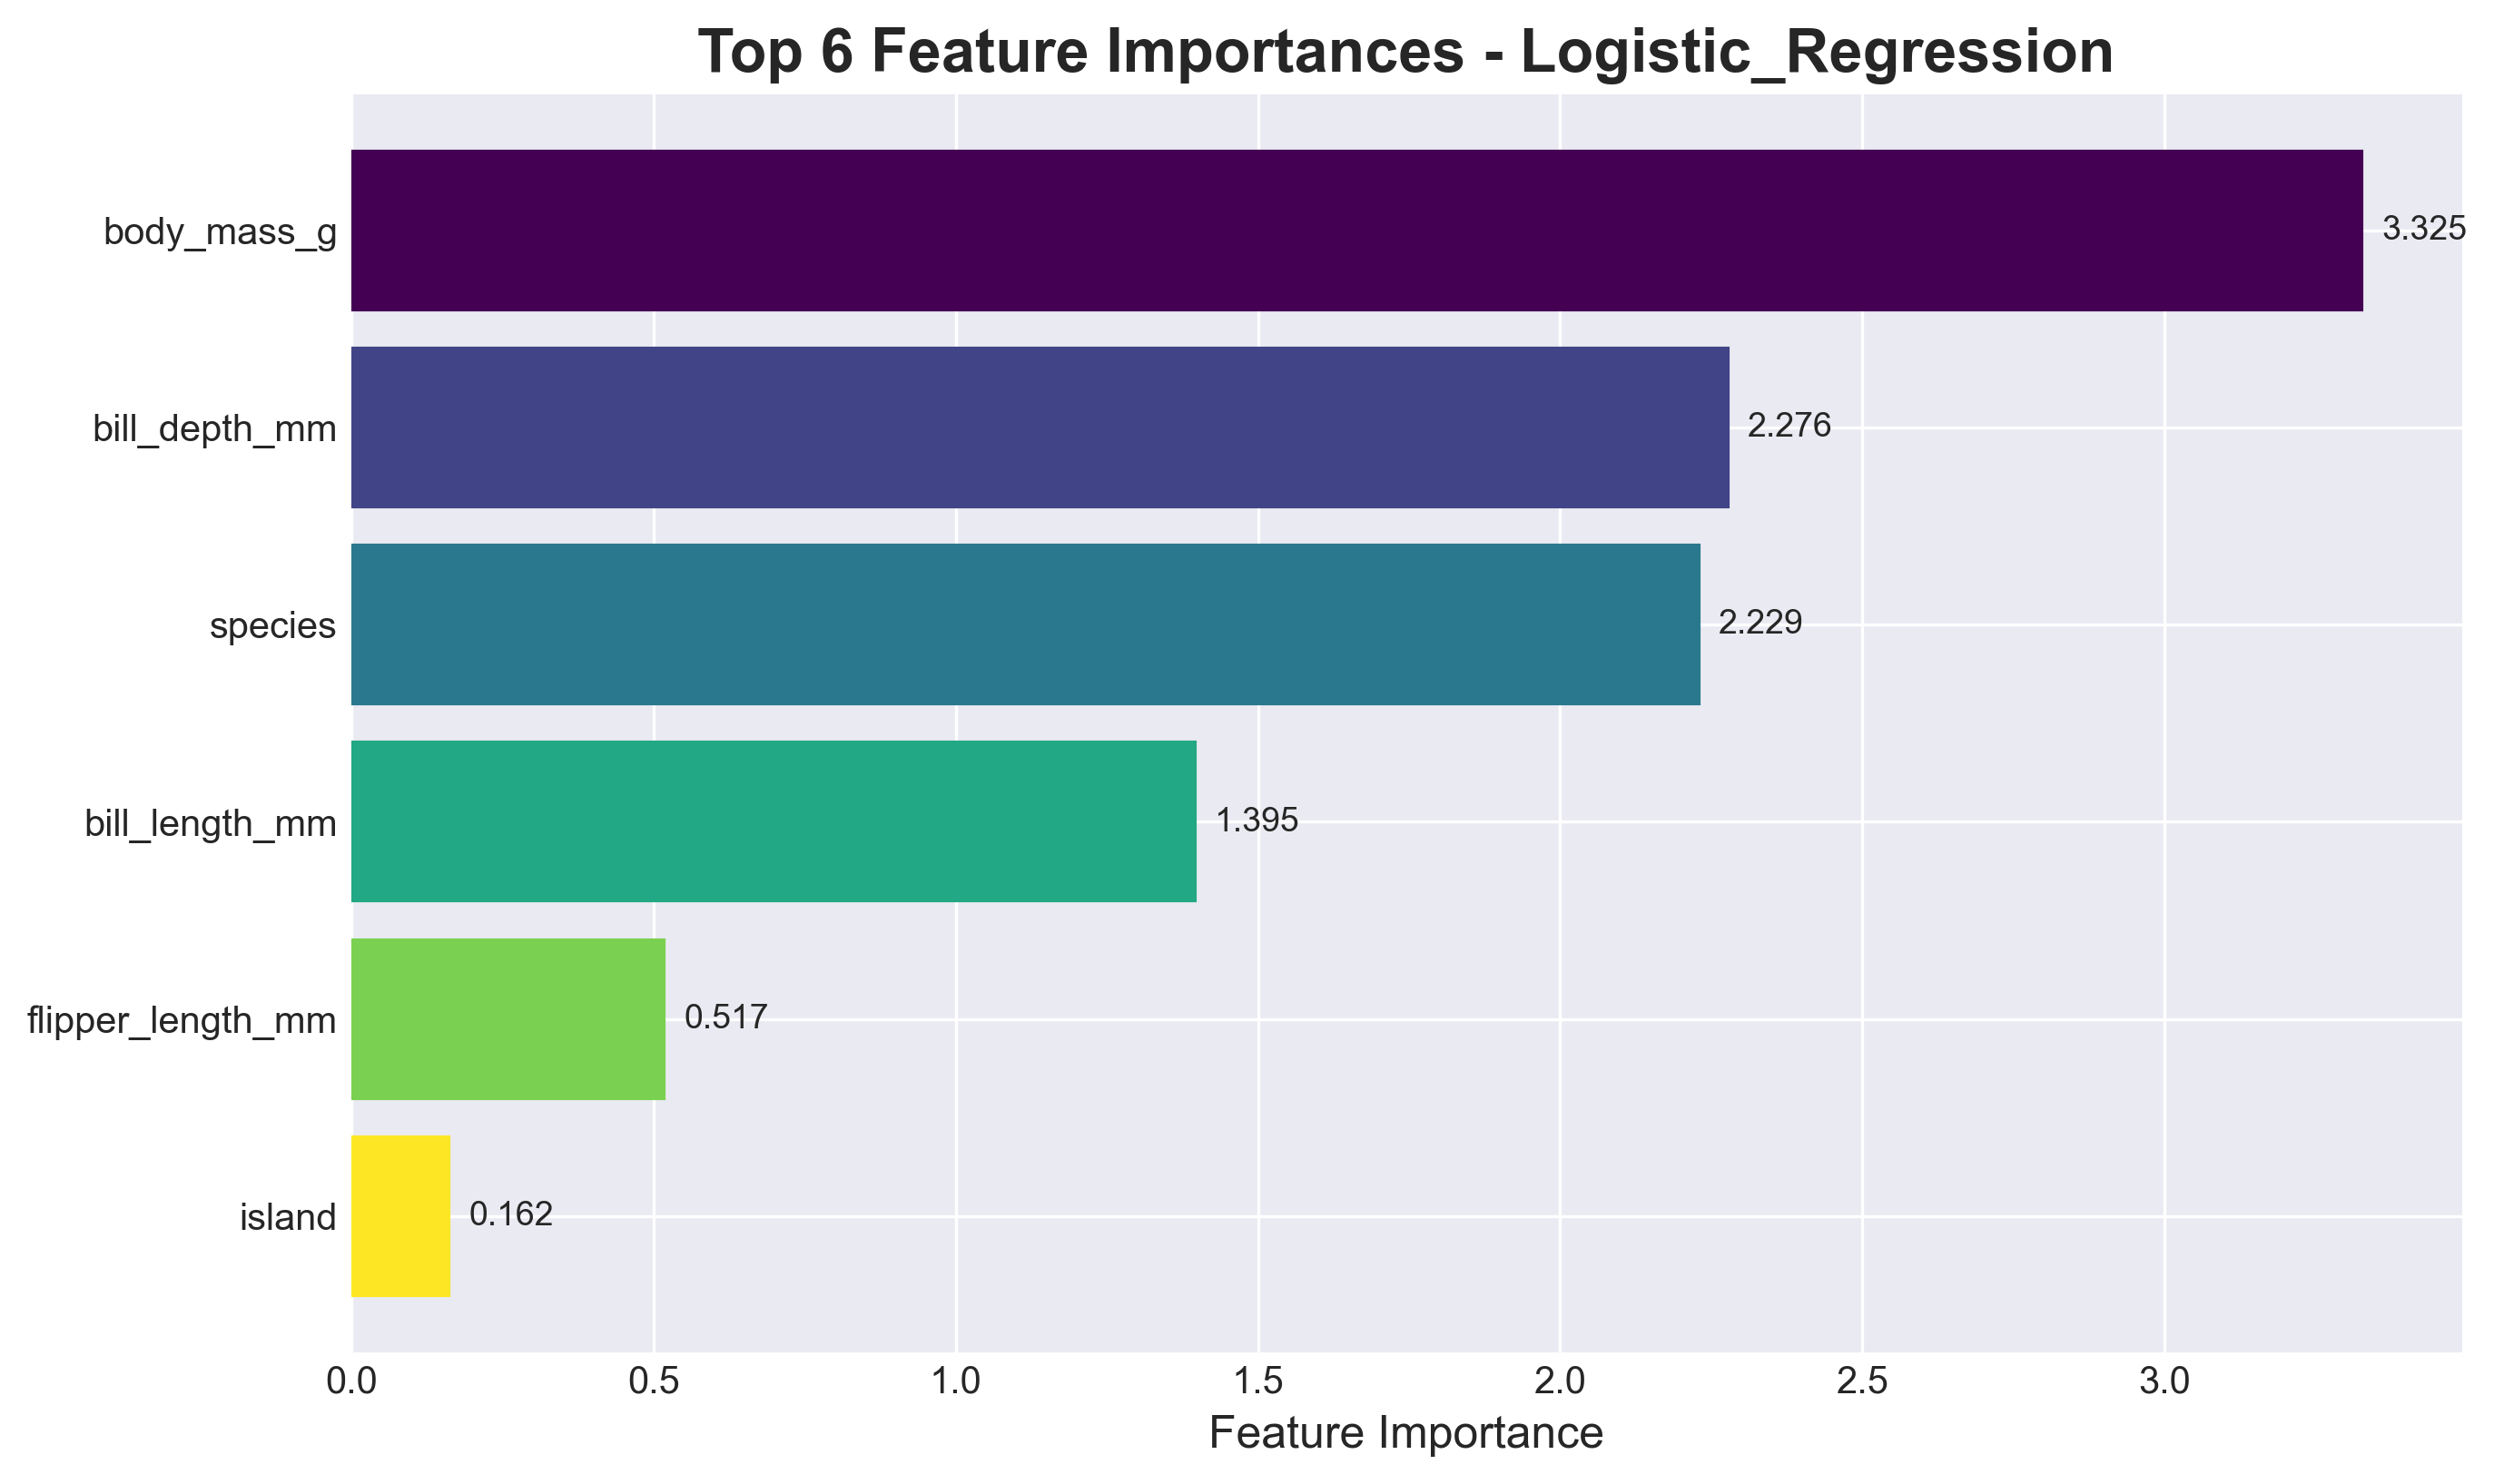 Top 6 Feature Importances - Logistic_Regression
body_mass_g
3.325
bill_depth_mm
2.276
species
2.229
bill_length_mm
1.395
flipper_length_mm
0.517
island
0.162
0.0 0.5 1.0 1.5 2.0 2.5 3.0
Feature Importance